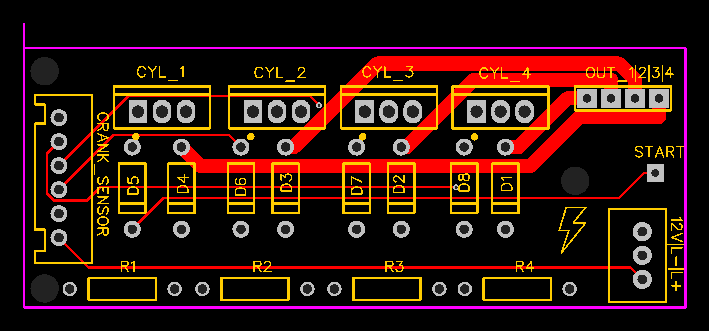 CYL_1
CYL_2
CYL_3
CYL_4
OUT_1|2|3|4
CRANK_SENSOR
START
D5
D4
D6
D3
D7
D2
D8
D1
12V|L-|L+
R1
R2
R3
R4